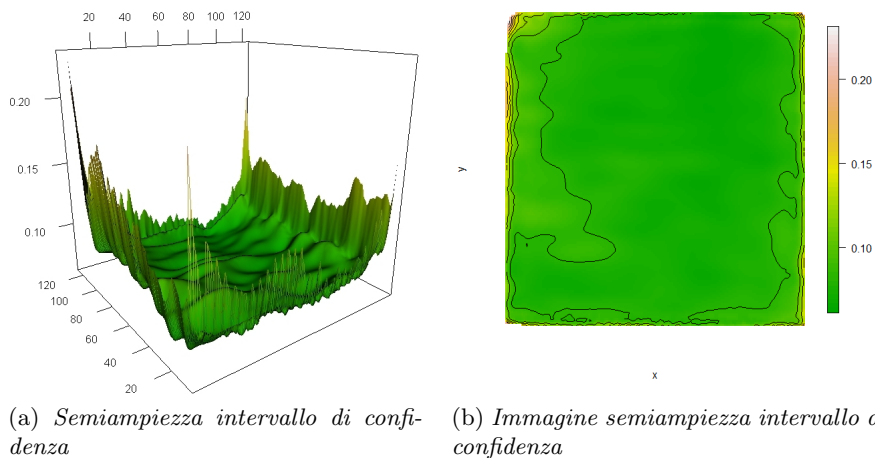 20 40 60 80 100 120
0.20
0.15
0.10
120
100
80
60
40
20
y
x
0.20
0.15
0.10
(a) Semiampiezza intervallo di confi-
denza
(b) Immagine semiampiezza intervallo
confidenza